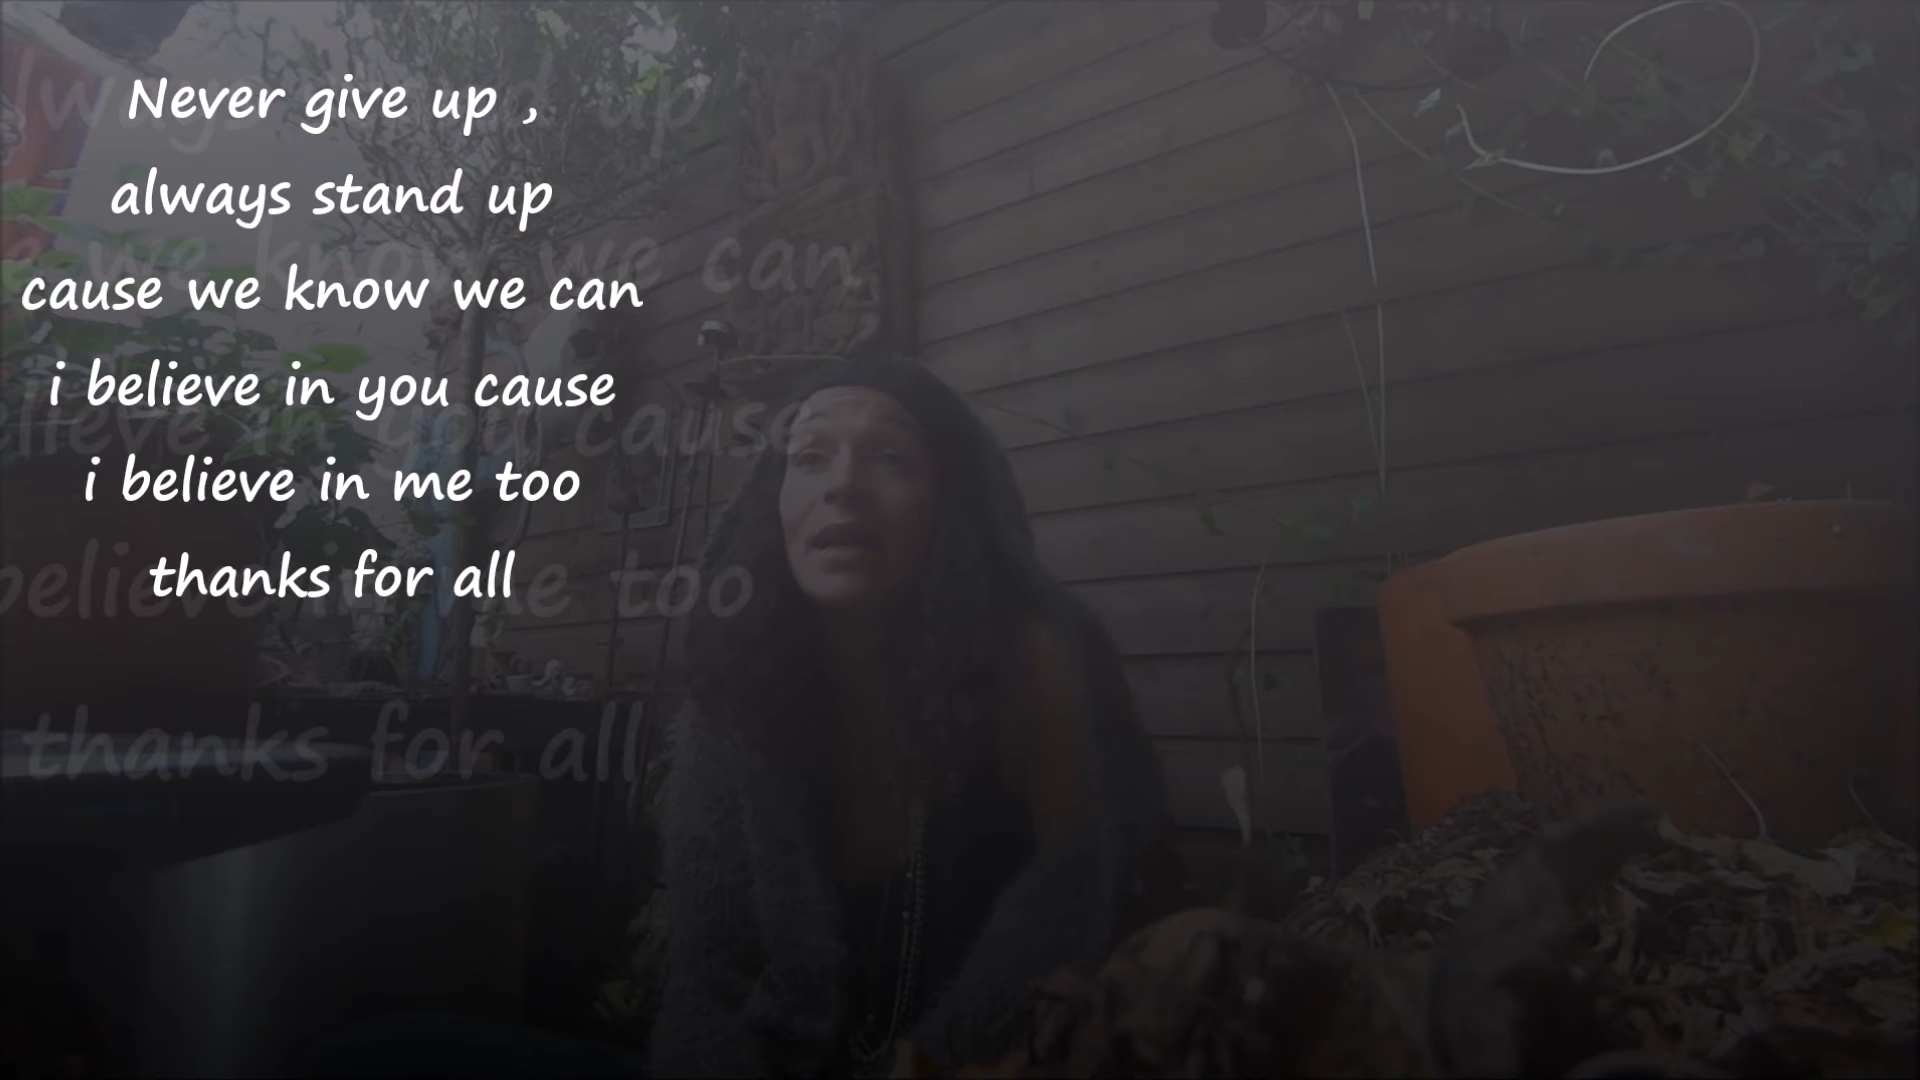 Never give up ,
always stand up
cause we know we can
i believe in you cause
i believe in me too
thanks for all